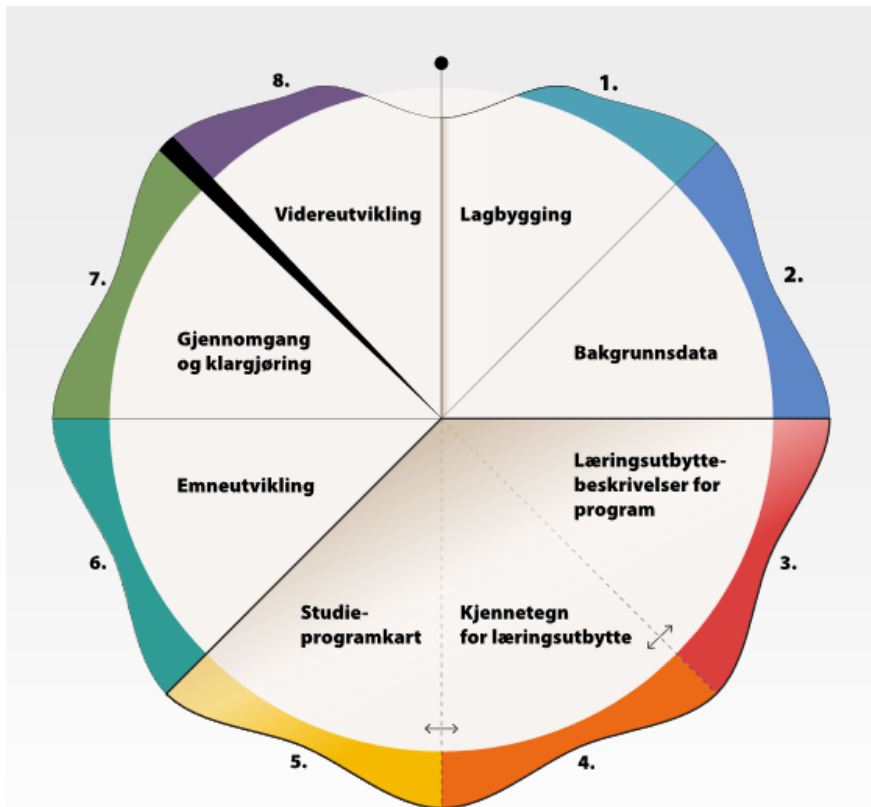 1.
Lagbygging
2.
Bakgrunnsdata
3.
Læringsutbytte-
beskrivelser for
program
4.
Kjennetegn
for læringsutbytte
5.
Studie-
programkart
6.
Emneutvikling
7.
Gjennomgang
og klargjøring
8.
Videreutvikling